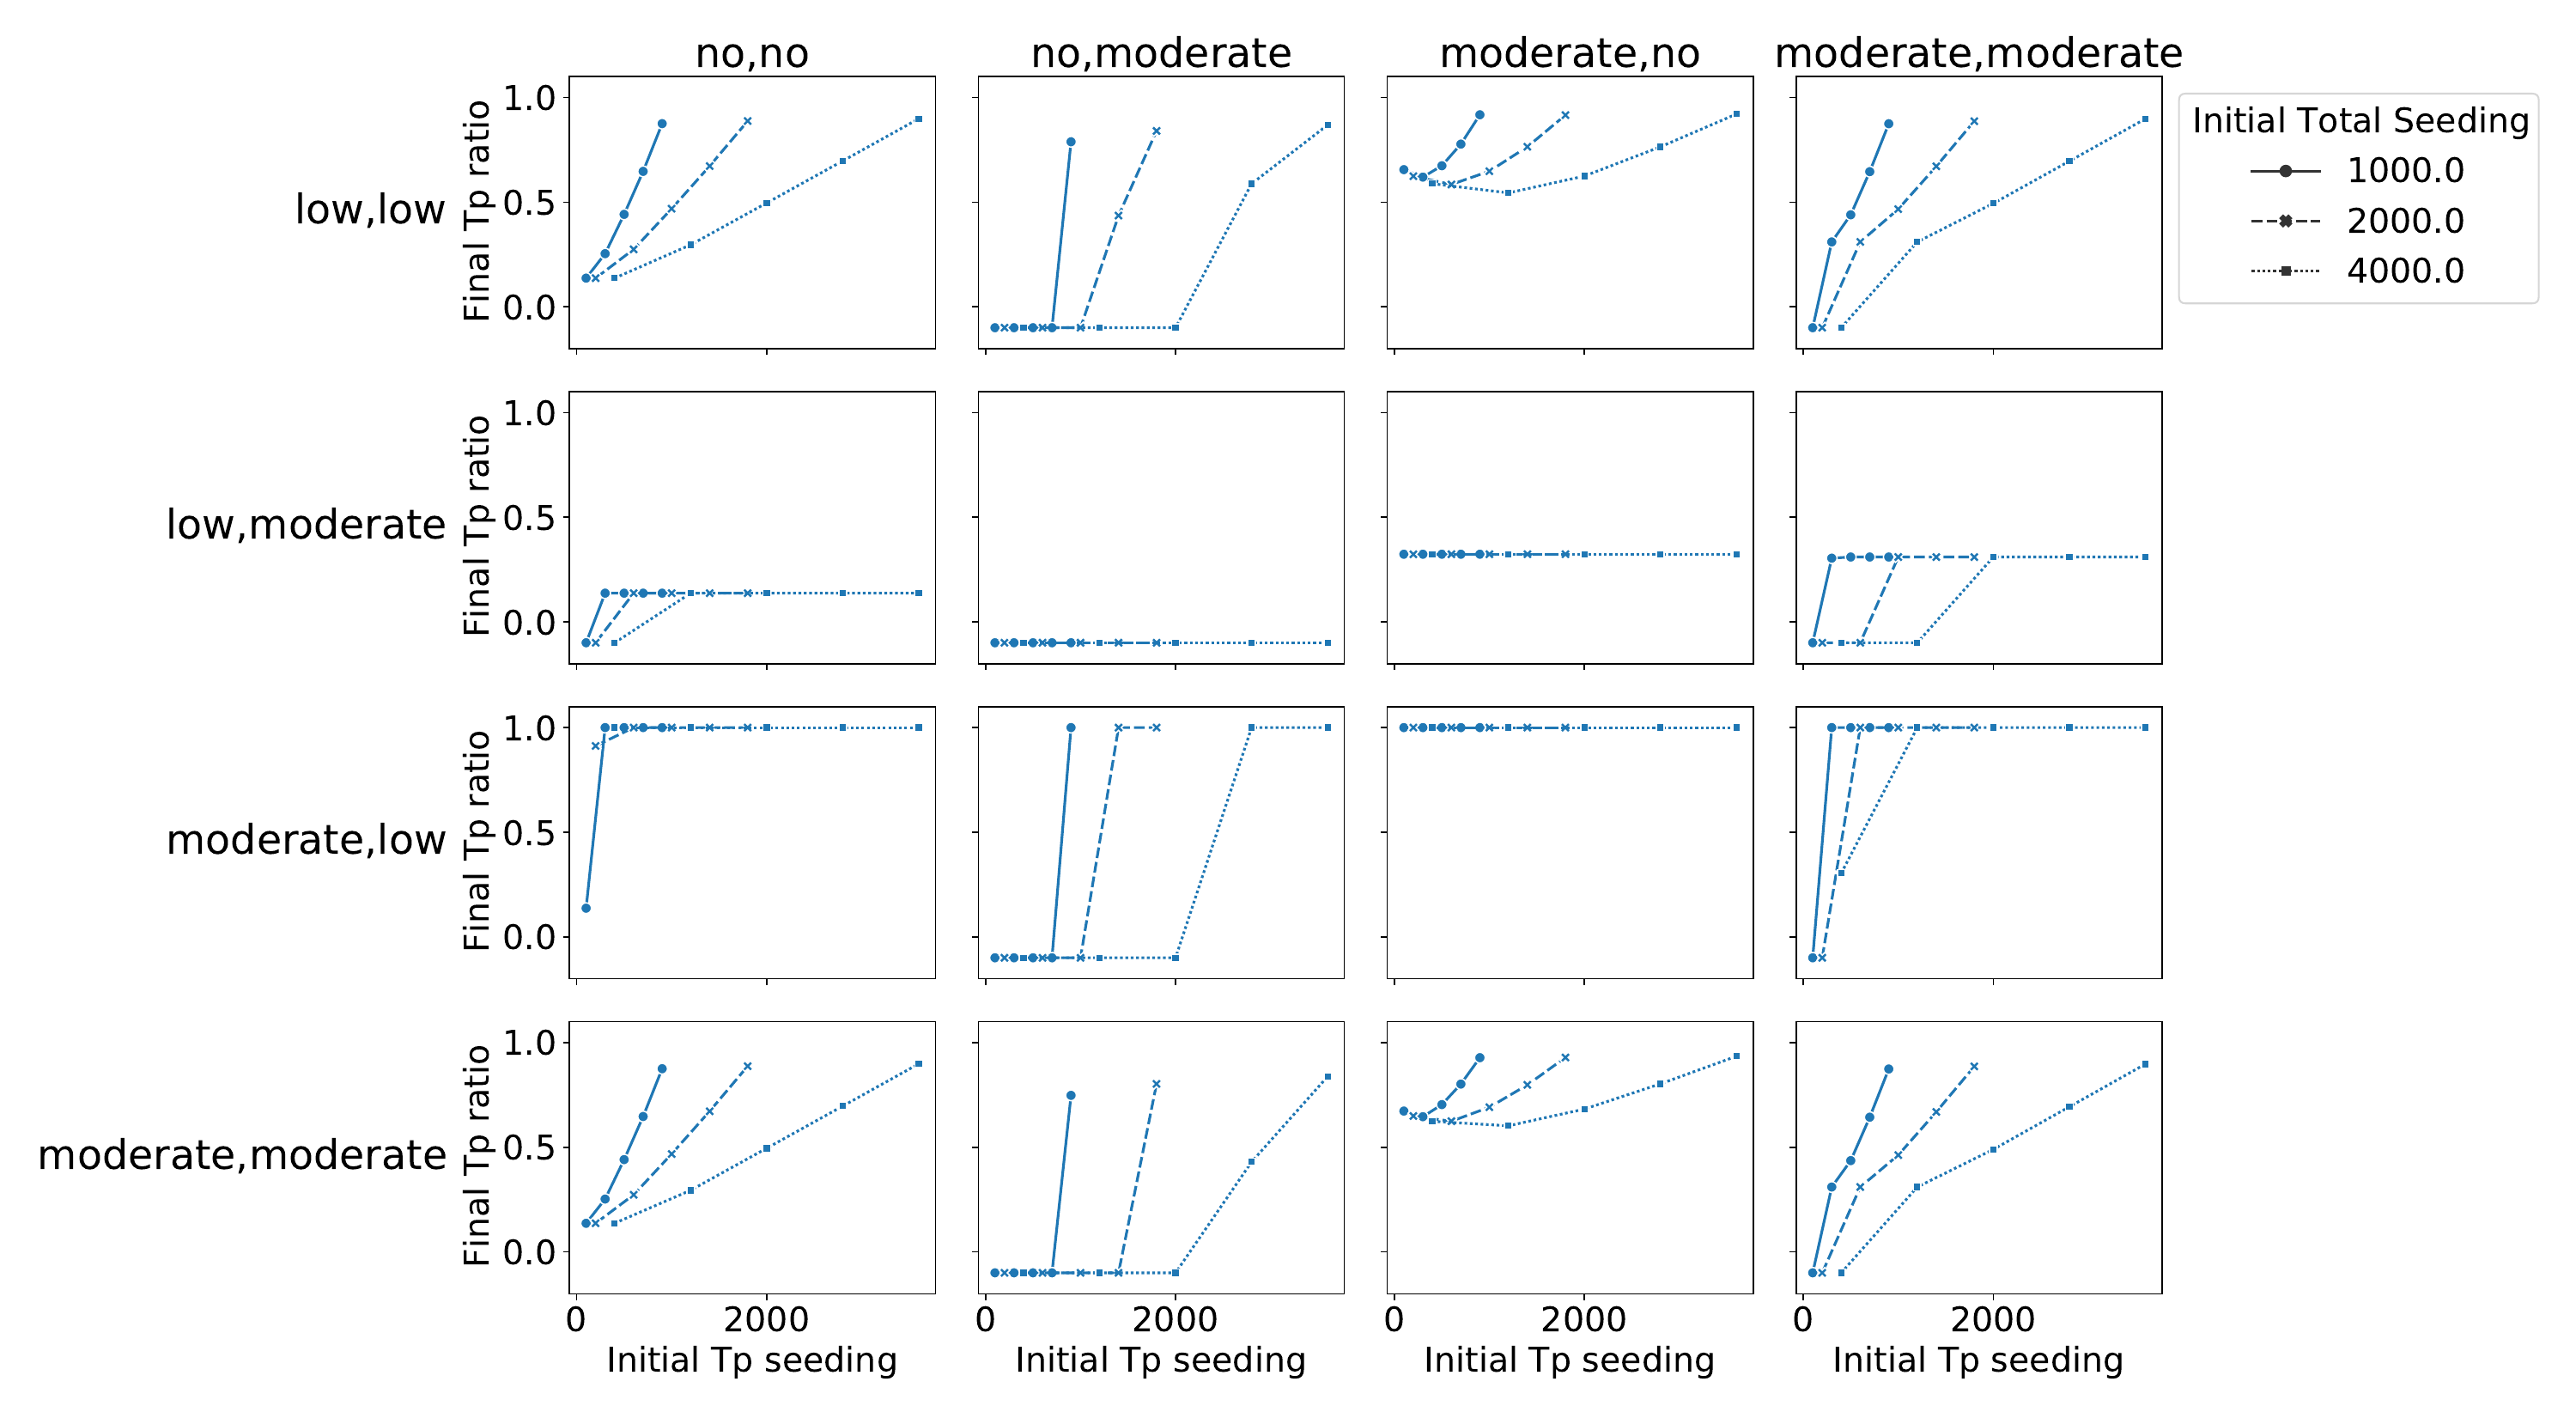 no,no
no,moderate
moderate,no
moderate,moderate
Initial Total Seeding
1000.0
2000.0
4000.0
low,low
Final Tp ratio
1.0
0.5
0.0
low,moderate
Final Tp ratio
1.0
0.5
0.0
moderate,low
Final Tp ratio
1.0
0.5
0.0
moderate,moderate
Final Tp ratio
1.0
0.5
0.0
0 2000
0 2000
0 2000
0 2000
Initial Tp seeding
Initial Tp seeding
Initial Tp seeding
Initial Tp seeding